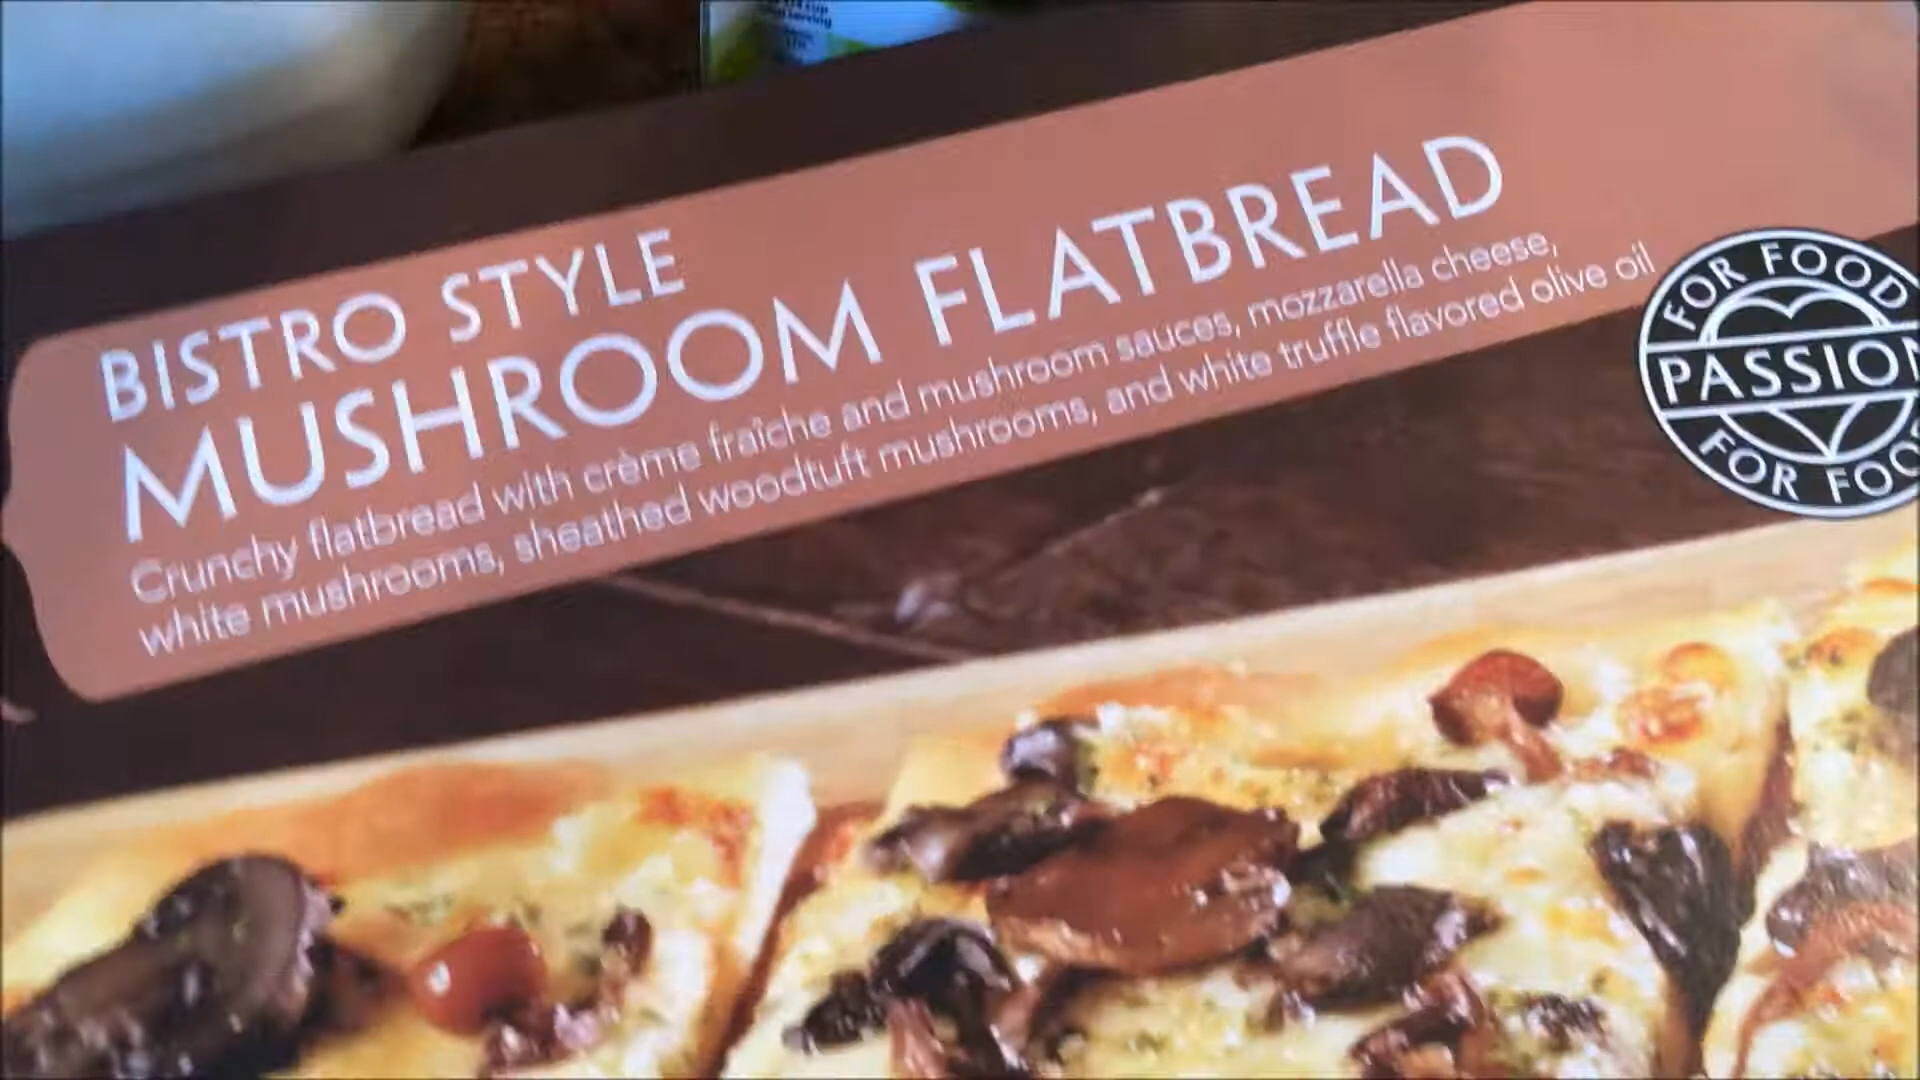 BISTRO STYLE
MUSHROOM FLATBREAD
Crunchy flatbread with crème fraîche and mushroom sauces, mozzarella cheese,
white mushrooms, sheathed woodtuft mushrooms, and white truffle flavored olive oil
FOR FOOD
PASSION
FOR FOO